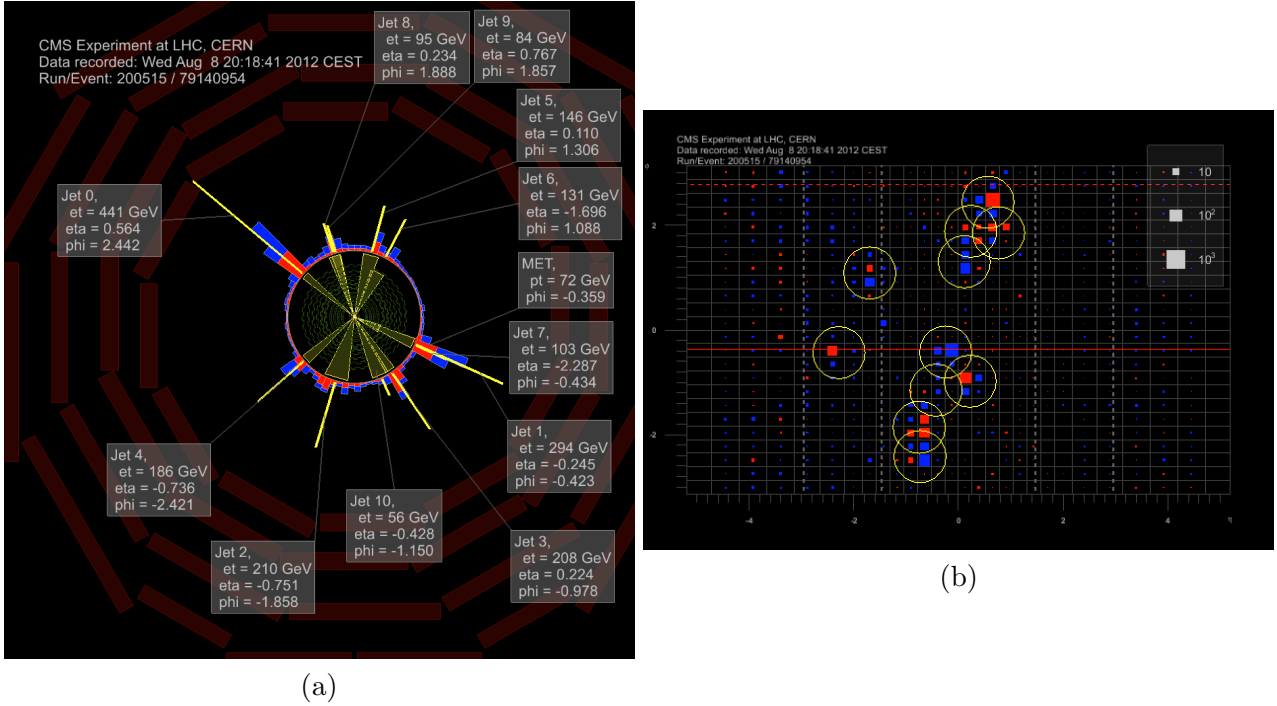 CMS Experiment at LHC, CERN
Data recorded: Wed Aug 8 20:18:41 2012 CEST
Run/Event: 200515 / 79140954
Jet 8,
et = 95 GeV
eta = 0.234
phi = 1.888
Jet 9,
et = 84 GeV
eta = 0.767
phi = 1.857
Jet 5,
et = 146 GeV
eta = 0.110
phi = 1.306
Jet 6,
et = 131 GeV
eta = -1.696
phi = 1.088
Jet 0,
et = 441 GeV
eta = 0.564
phi = 2.442
MET,
pt = 72 GeV
phi = -0.359
Jet 7,
et = 103 GeV
eta = -2.287
phi = -0.434
Jet 1,
et = 294 GeV
eta = -0.245
phi = -0.423
Jet 4,
et = 186 GeV
eta = -0.736
phi = -2.421
Jet 10,
et = 56 GeV
eta = -0.428
phi = -1.150
Jet 2,
et = 210 GeV
eta = -0.751
phi = -1.858
Jet 3,
et = 208 GeV
eta = 0.224
phi = -0.978
(a)
CMS Experiment at LHC, CERN
Data recorded: Wed Aug 8 20:18:41 2012 CEST
Run/Event: 200515 / 79140954
10
10²
10³
2
0
-2
-4 -2 0 2 4
(b)